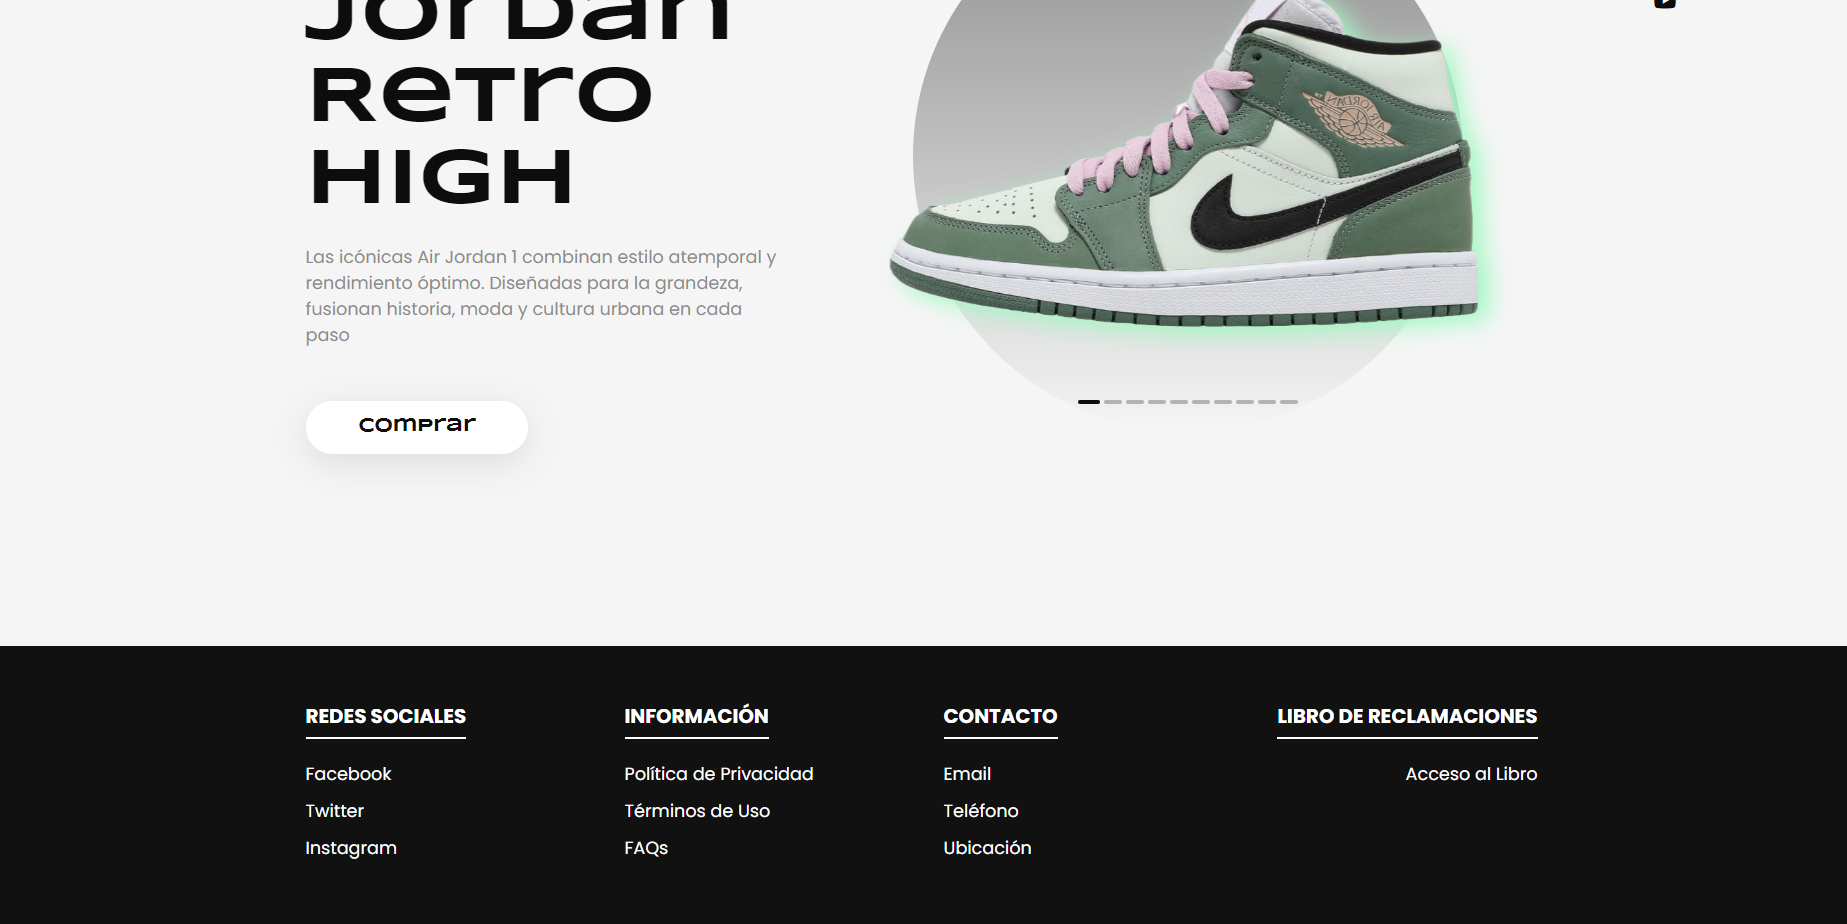 Jordan
Retro
HIGH
Las icónicas Air Jordan 1 combinan estilo atemporal y
rendimiento óptimo. Diseñadas para la grandeza,
fusionan historia, moda y cultura urbana en cada
paso
comprar
AIR JORDAN
REDES SOCIALES
Facebook
Twitter
Instagram
INFORMACIÓN
Política de Privacidad
Términos de Uso
FAQs
CONTACTO
Email
Teléfono
Ubicación
LIBRO DE RECLAMACIONES
Acceso al Libro